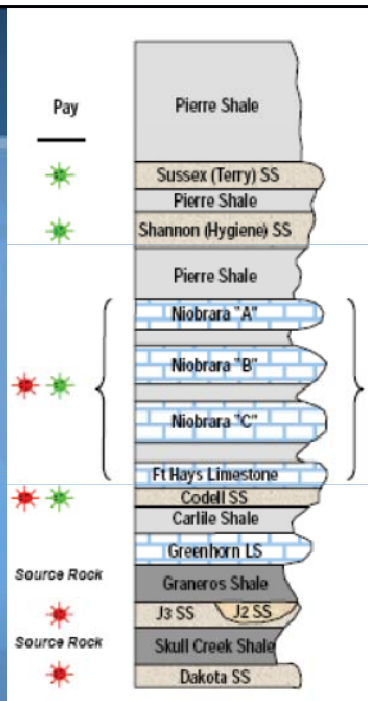 Pay
Pierre Shale
Sussex (Terry) SS
Pierre Shale
Shannon (Hygiene) SS
Pierre Shale
Niobrara "A"
Niobrara "B"
Niobrara "C"
Ft Hays Limestone
Codell SS
Carlile Shale
Greenhorn LS
Source Rock
Graneros Shale
J3 SS
J2 SS
Source Rock
Skull Creek Shale
Dakota SS